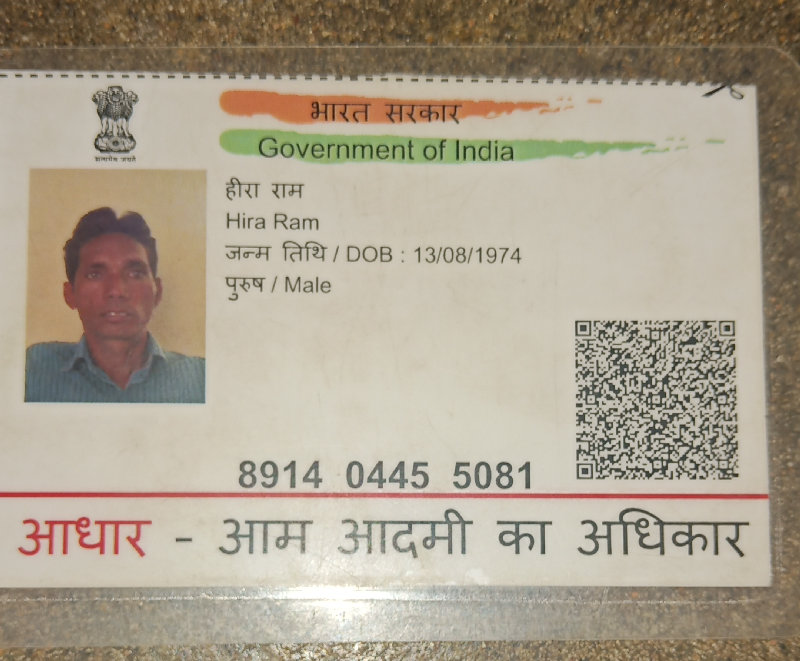 भारत सरकार
Government of India
सत्यमेव जयते
हीरा राम
Hira Ram
जन्म तिथि / DOB : 13/08/1974
पुरुष / Male
8914 0445 5081
आधार - आम आदमी का अधिकार